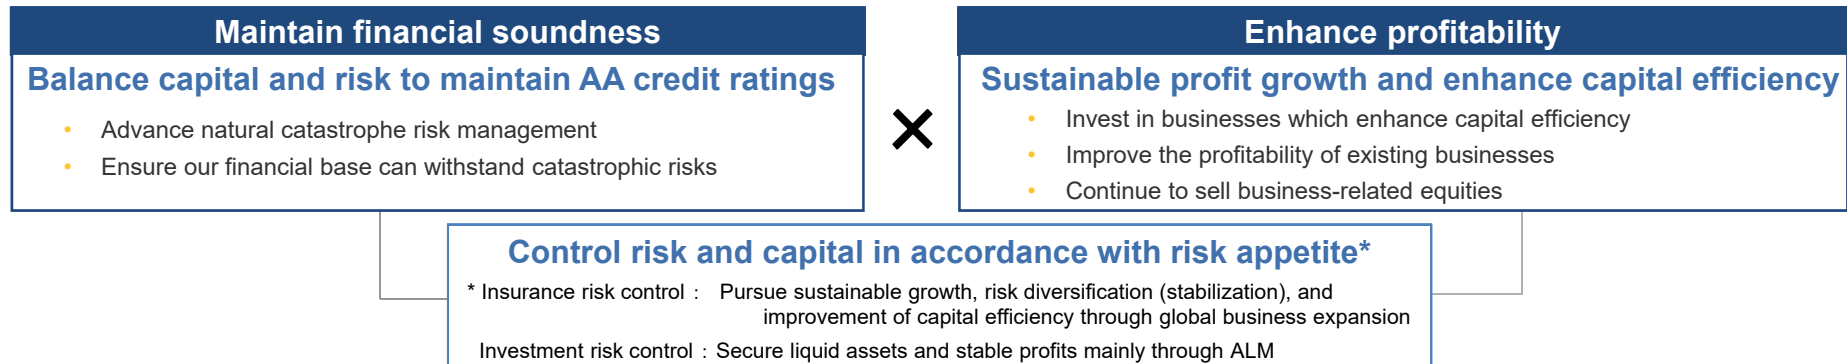 Maintain financial soundness
Balance capital and risk to maintain AA credit ratings
• Advance natural catastrophe risk management
• Ensure our financial base can withstand catastrophic risks
×
Enhance profitability
Sustainable profit growth and enhance capital efficiency
• Invest in businesses which enhance capital efficiency
• Improve the profitability of existing businesses
• Continue to sell business-related equities
Control risk and capital in accordance with risk appetite*
* Insurance risk control : Pursue sustainable growth, risk diversification (stabilization), and
improvement of capital efficiency through global business expansion
Investment risk control : Secure liquid assets and stable profits mainly through ALM